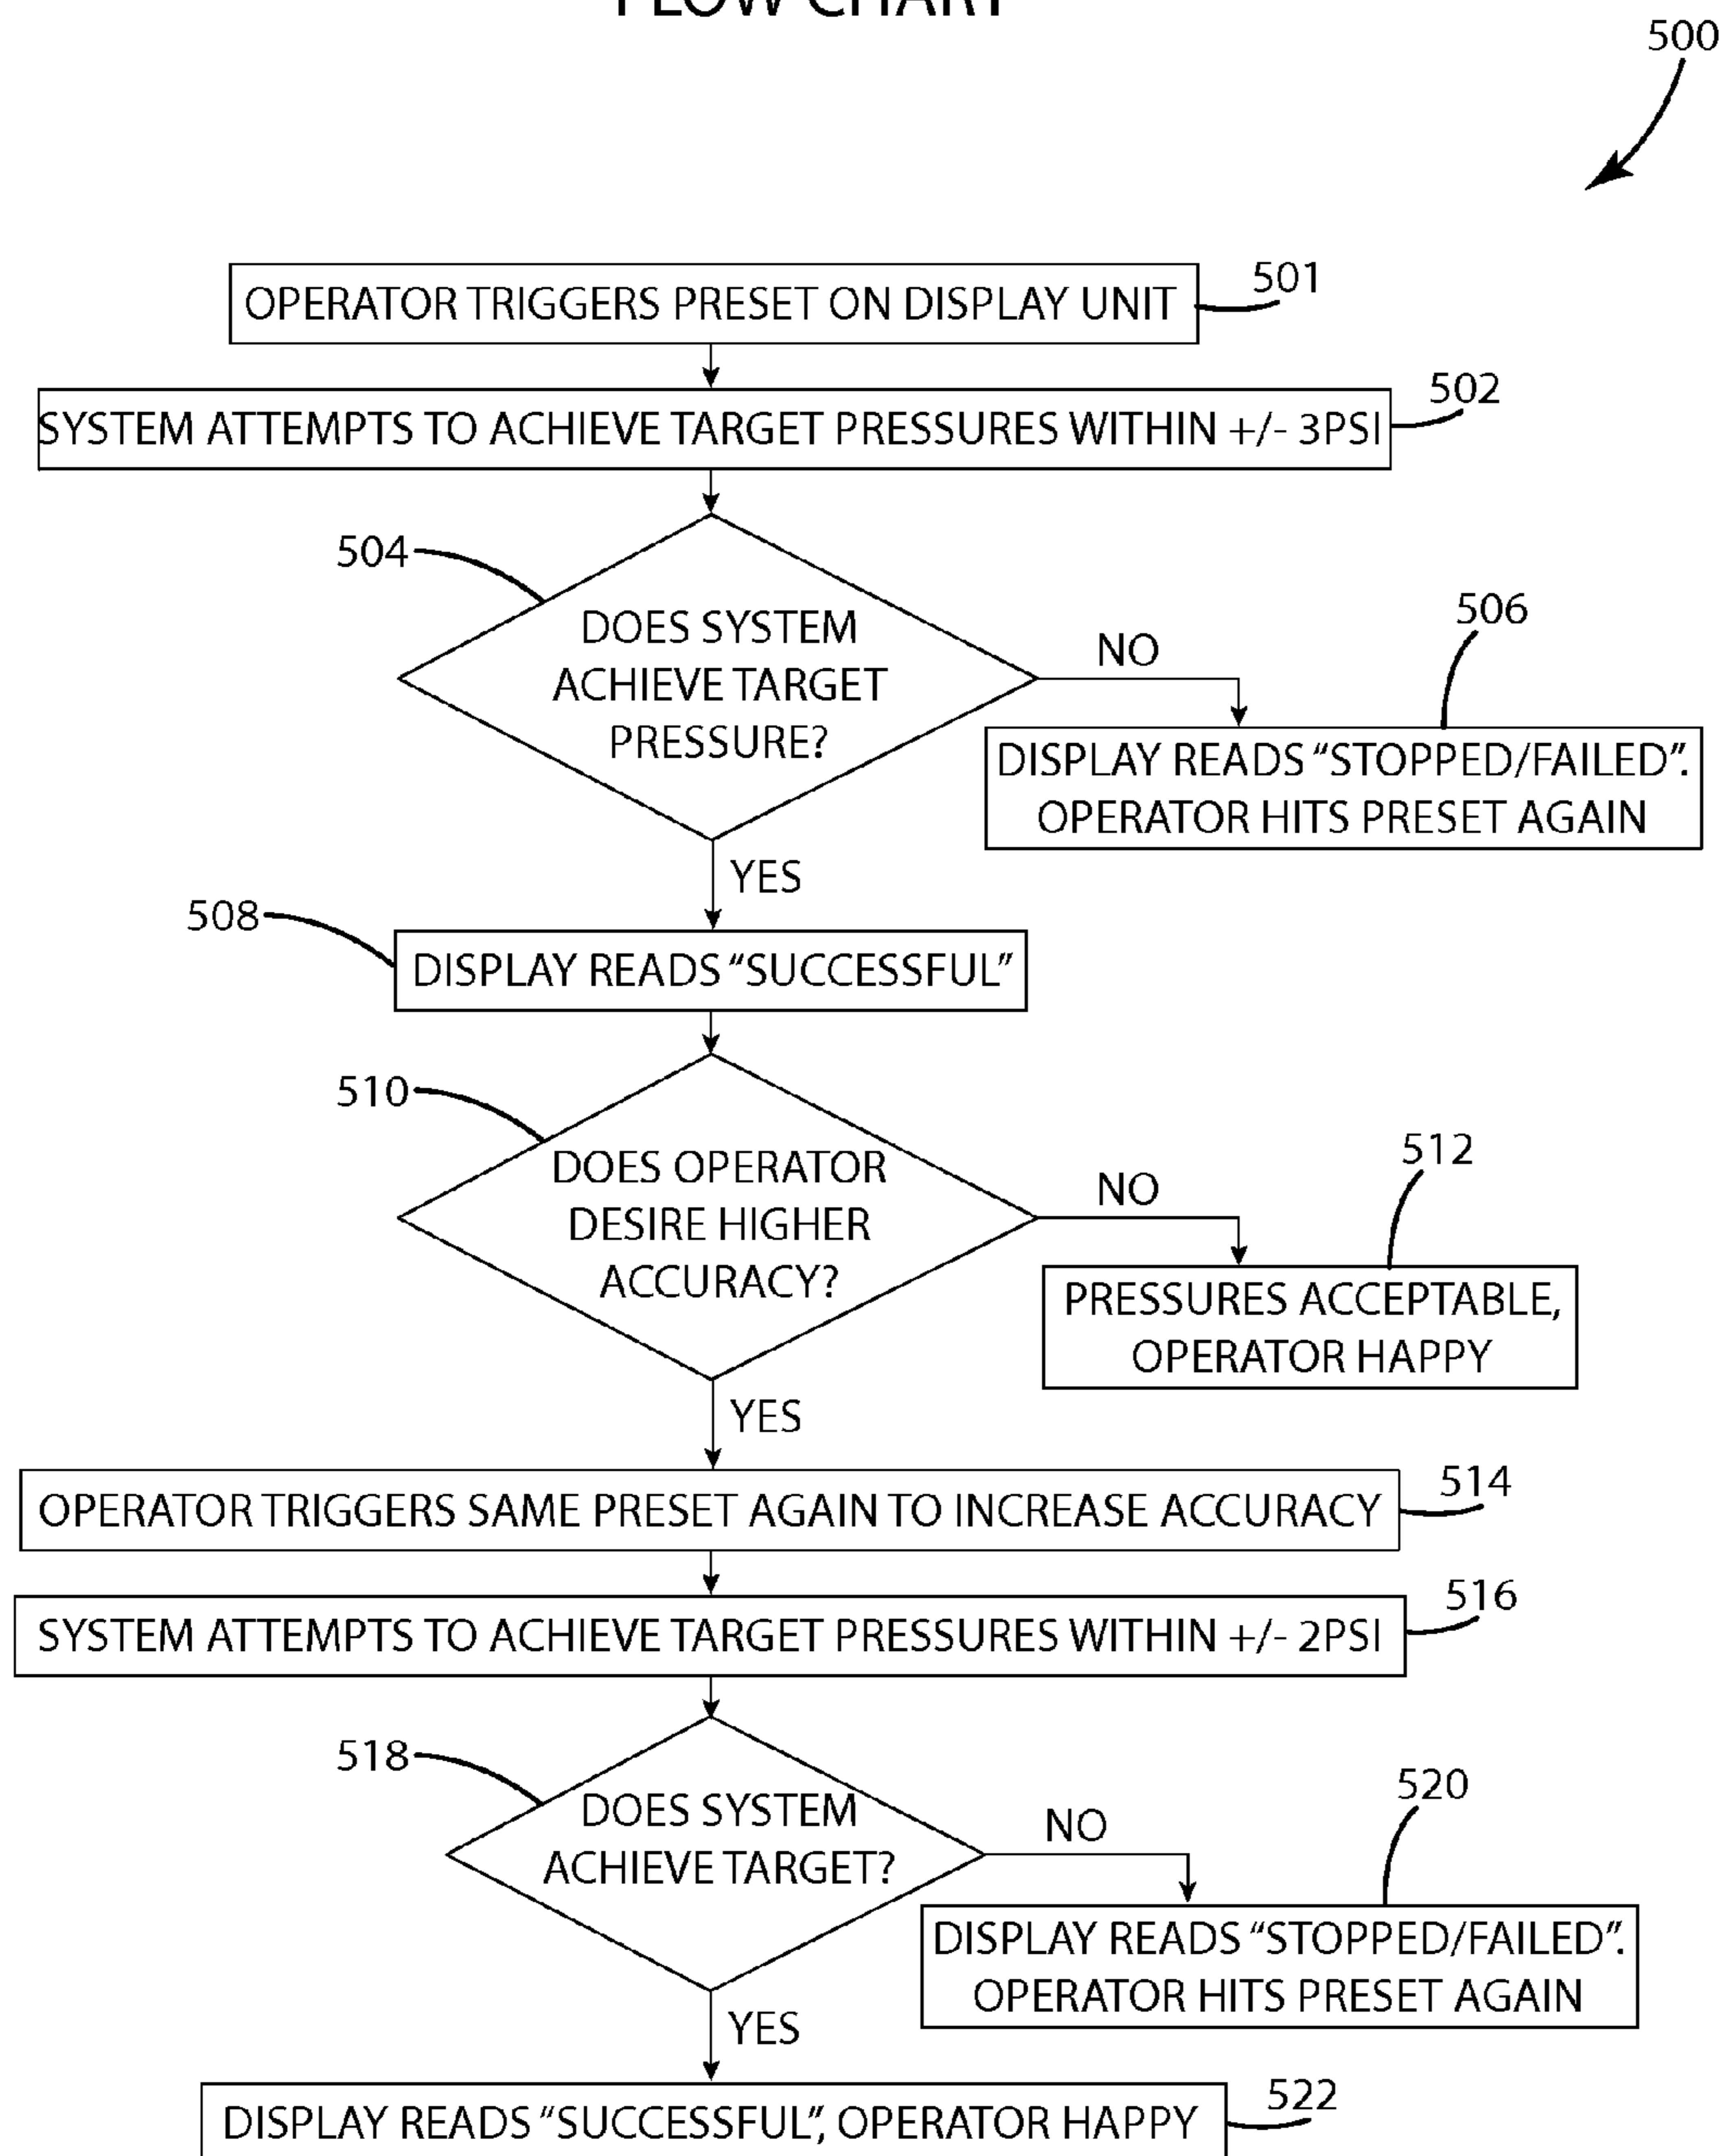 FLOW CHART
500
OPERATOR TRIGGERS PRESET ON DISPLAY UNIT
501
SYSTEM ATTEMPTS TO ACHIEVE TARGET PRESSURES WITHIN +/- 3PSI
502
504
DOES SYSTEM
ACHIEVE TARGET
PRESSURE?
NO
506
DISPLAY READS “STOPPED/FAILED”.
OPERATOR HITS PRESET AGAIN
YES
508
DISPLAY READS “SUCCESSFUL”
510
DOES OPERATOR
DESIRE HIGHER
ACCURACY?
NO
512
PRESSURES ACCEPTABLE,
OPERATOR HAPPY
YES
OPERATOR TRIGGERS SAME PRESET AGAIN TO INCREASE ACCURACY
514
SYSTEM ATTEMPTS TO ACHIEVE TARGET PRESSURES WITHIN +/- 2PSI
516
518
DOES SYSTEM
ACHIEVE TARGET?
NO
520
DISPLAY READS “STOPPED/FAILED”.
OPERATOR HITS PRESET AGAIN
YES
DISPLAY READS “SUCCESSFUL”, OPERATOR HAPPY
522